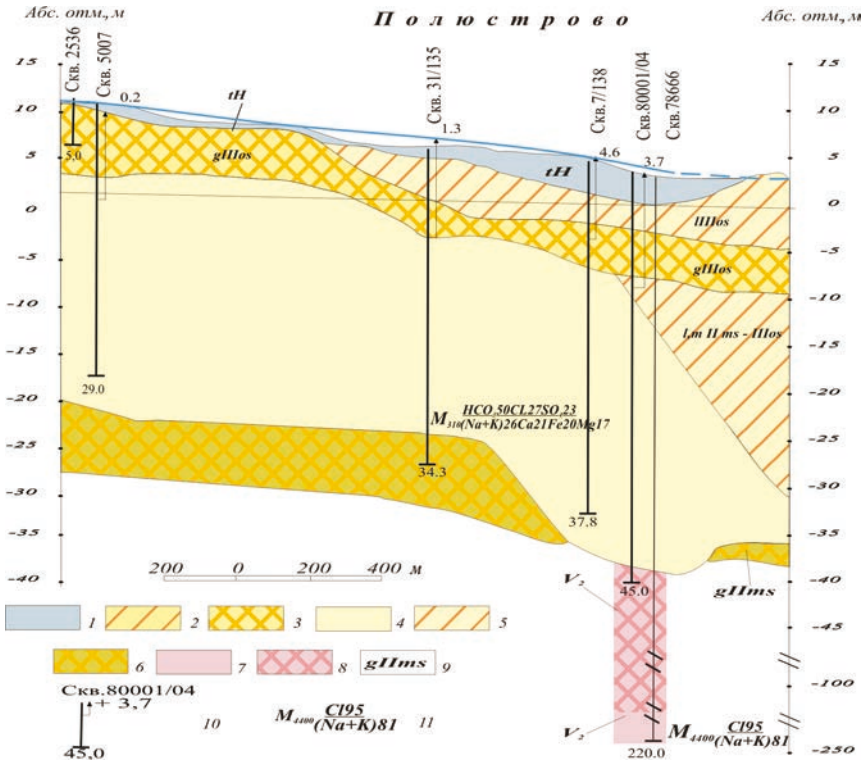 Абс. отм., м
Полюстрово
Абс. отм., м
Скв. 2536
Скв. 5007
Скв. 31/135
Скв.7/138
Скв.80001/04
Скв.78666
15
10
5
0
-5
-10
-15
-20
-25
-30
-35
-40
15
10
5
0
-5
-10
-15
-20
-25
-30
-35
-40
-45
-100
-250
0.2
tH
1.3
4.6
3.7
5,0
gIIIos
tH
lIIIos
gIIIos
l,m II ms - IIIos
29.0
HCO₃50CL27SO₄23
M310(Na+K)26Ca21Fe20Mg17
34.3
37.8
200 0 200 400 м
V₂
45.0
gIIms
1 2 3 4 5
6 7 8 gIIms 9
Скв.80001/04
+ 3,7
45,0
10
Cl95
M4400(Na+K)81
11
V₂
220.0
Cl95
M4400(Na+K)81